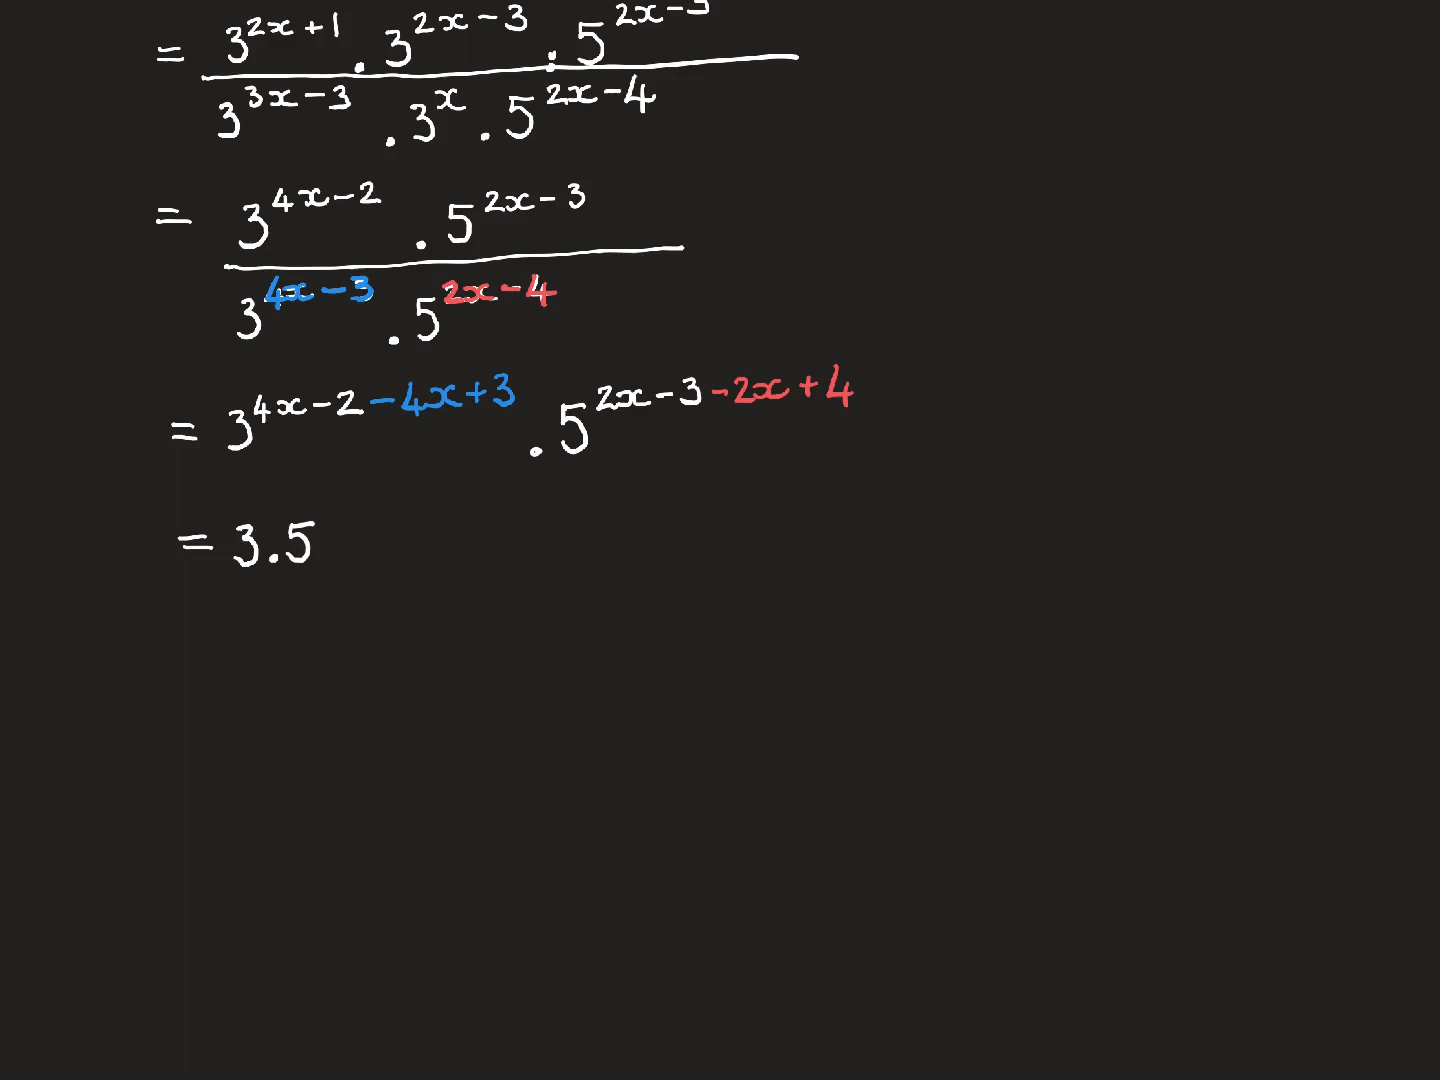 = 3^{2x+1} . 3^{2x-3} . 5^{2x-3}
3^{3x-3} . 3^x . 5^{2x-4}
= 3^{4x-2} . 5^{2x-3}
3^{4x-3} . 5^{2x-4}
= 3^{4x-2-4x+3} . 5^{2x-3-2x+4}
= 3.5